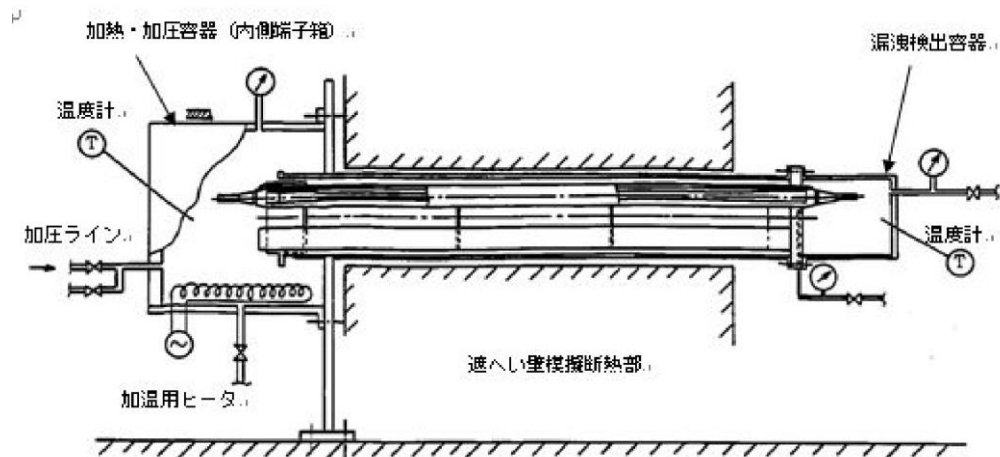 加熱・加圧容器（内側端子箱）
漏洩検出容器
温度計
T
加圧ライン
温度計
T
遮へい壁模擬断熱部
加温用ヒータ